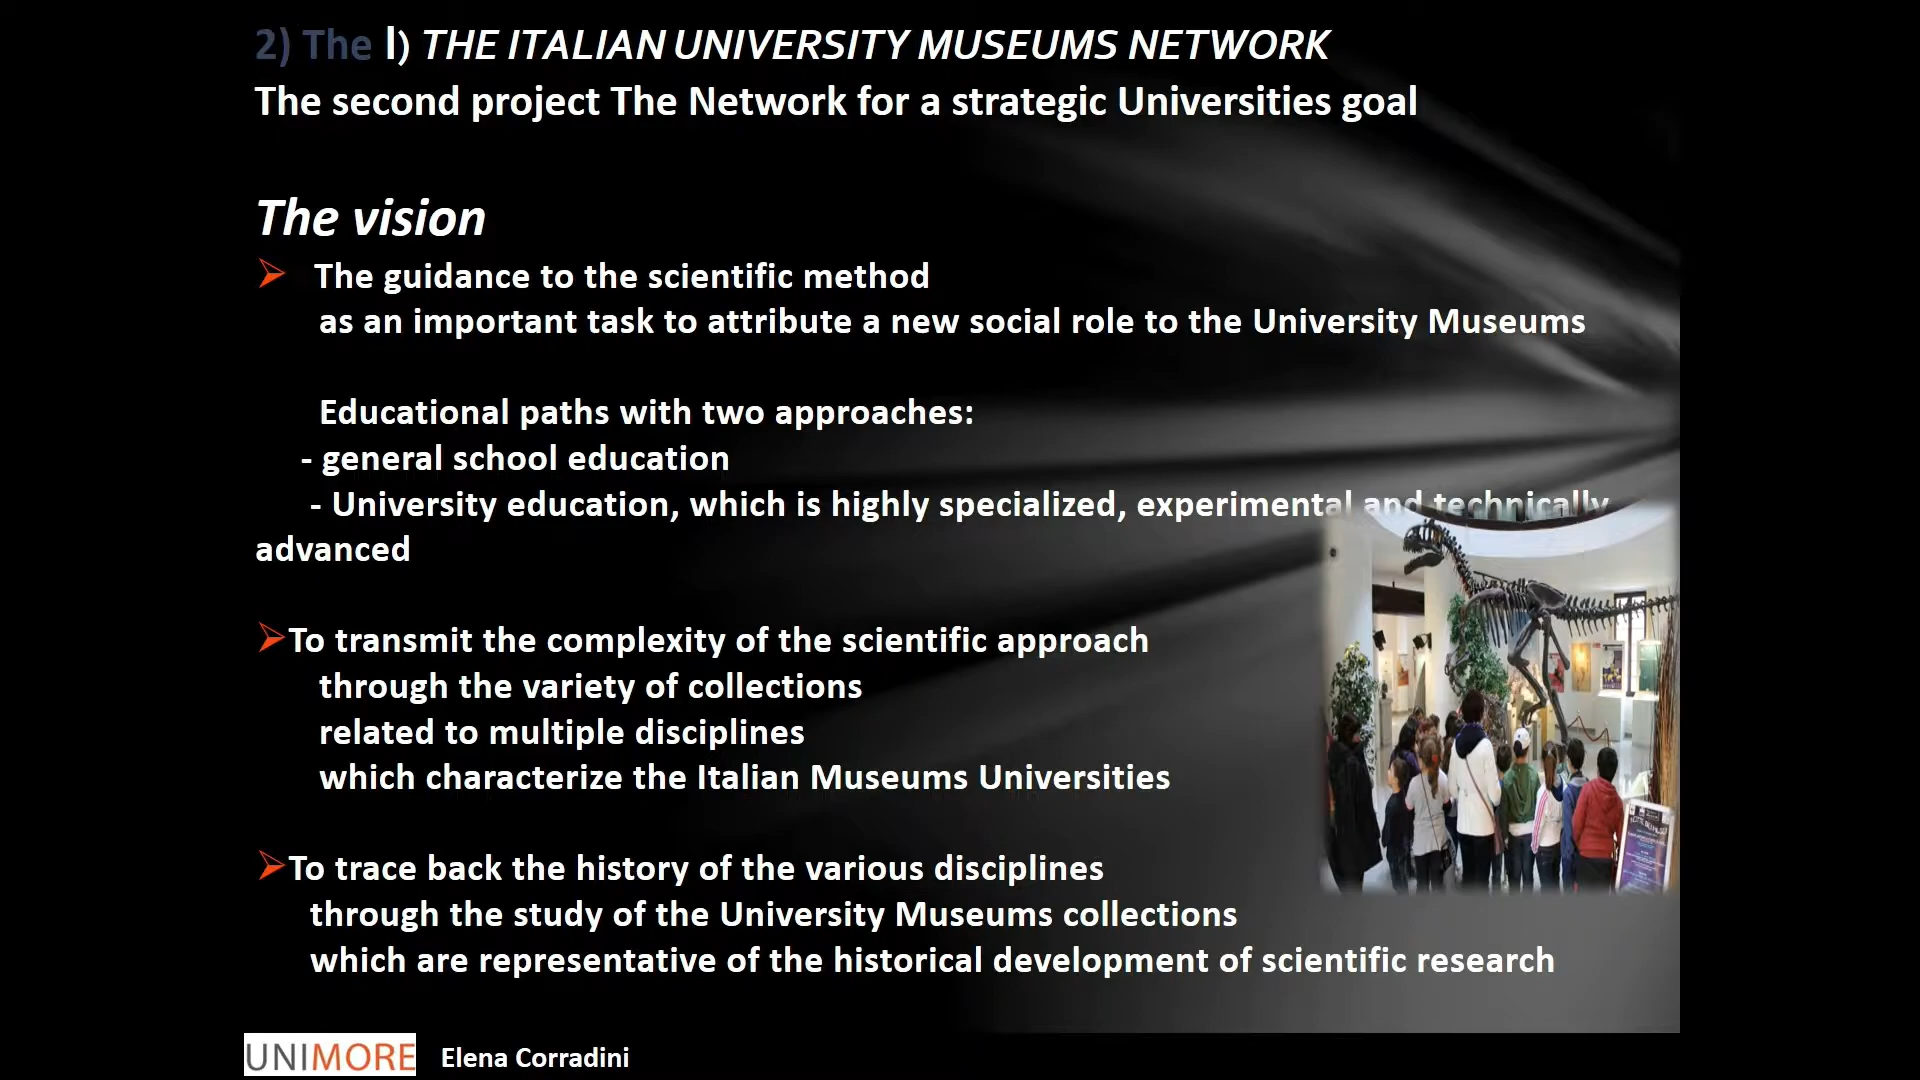 2) The l) THE ITALIAN UNIVERSITY MUSEUMS NETWORK
The second project The Network for a strategic Universities goal
The vision
➢ The guidance to the scientific method
as an important task to attribute a new social role to the University Museums
Educational paths with two approaches:
- general school education
- University education, which is highly specialized, experimental and technically
advanced
➢To transmit the complexity of the scientific approach
through the variety of collections
related to multiple disciplines
which characterize the Italian Museums Universities
➢To trace back the history of the various disciplines
through the study of the University Museums collections
which are representative of the historical development of scientific research
UNIMORE Elena Corradini